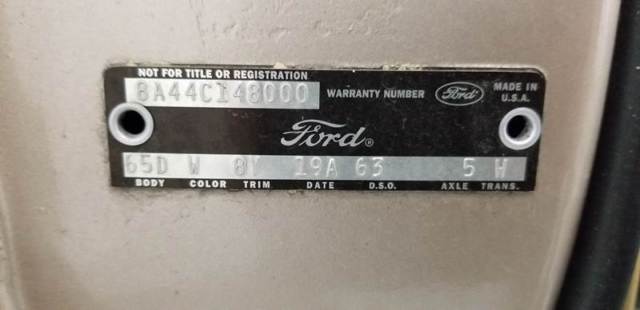 NOT FOR TITLE OR REGISTRATION
8A44C148000 WARRANTY NUMBER Ford MADE IN U.S.A.
Ford®
65D W 19A 63 5 H
BODY COLOR TRIM DATE D.S.O. AXLE TRANS.